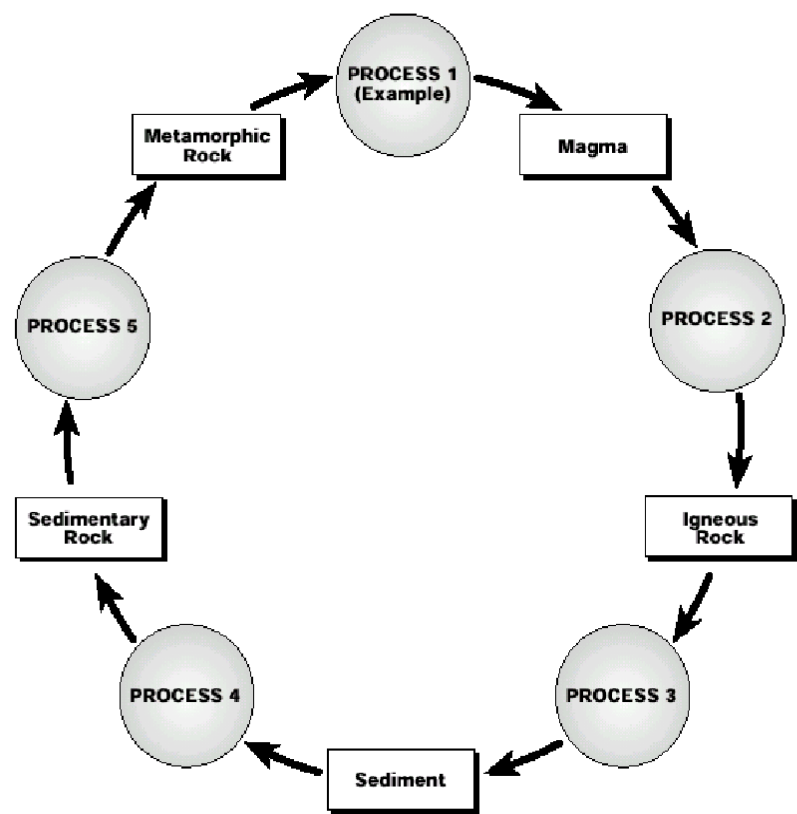 PROCESS 1
(Example)
Metamorphic
Rock
Magma
PROCESS 5
PROCESS 2
Sedimentary
Rock
Igneous
Rock
PROCESS 4
PROCESS 3
Sediment